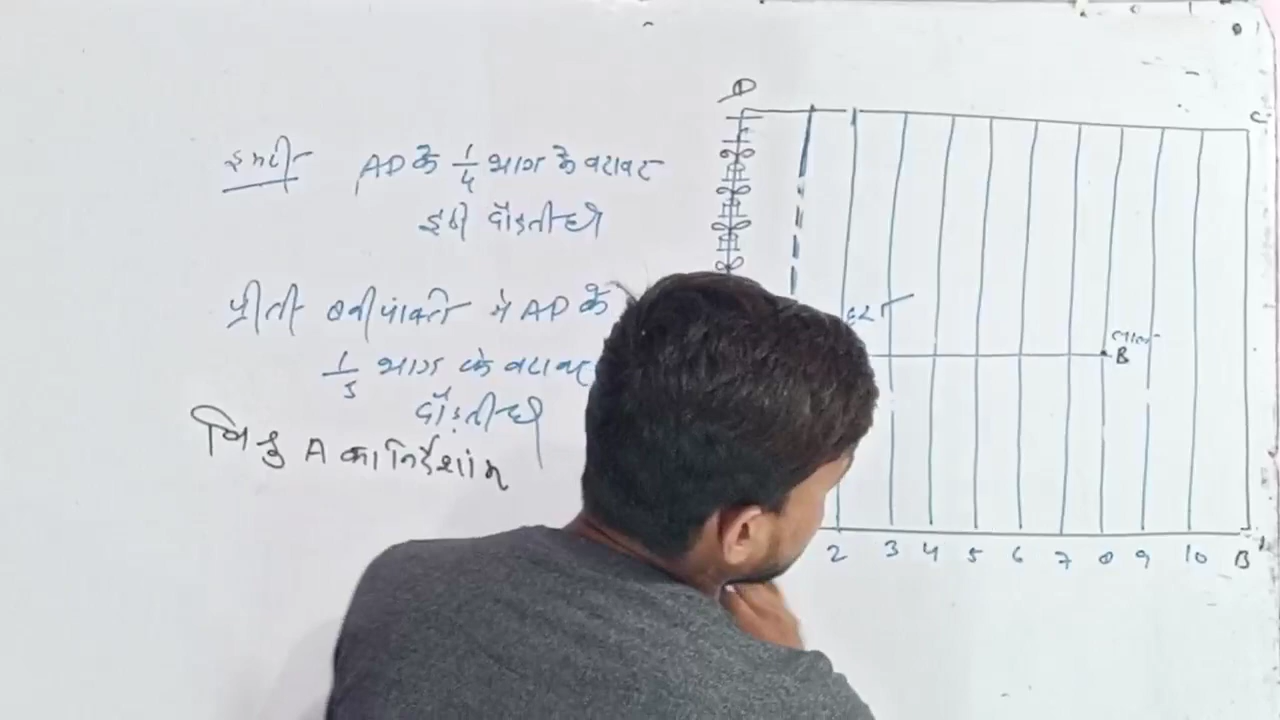 D
C
AD के 1/4 भाग के बराबर
दौड़ती है
प्रीती 8वी में AD के
1/5 भाग के बराबर
दौड़ती है
हरा
लाल
B
बिंदु A का निर्देशांक
2 3 4 5 6 7 8 9 10 B